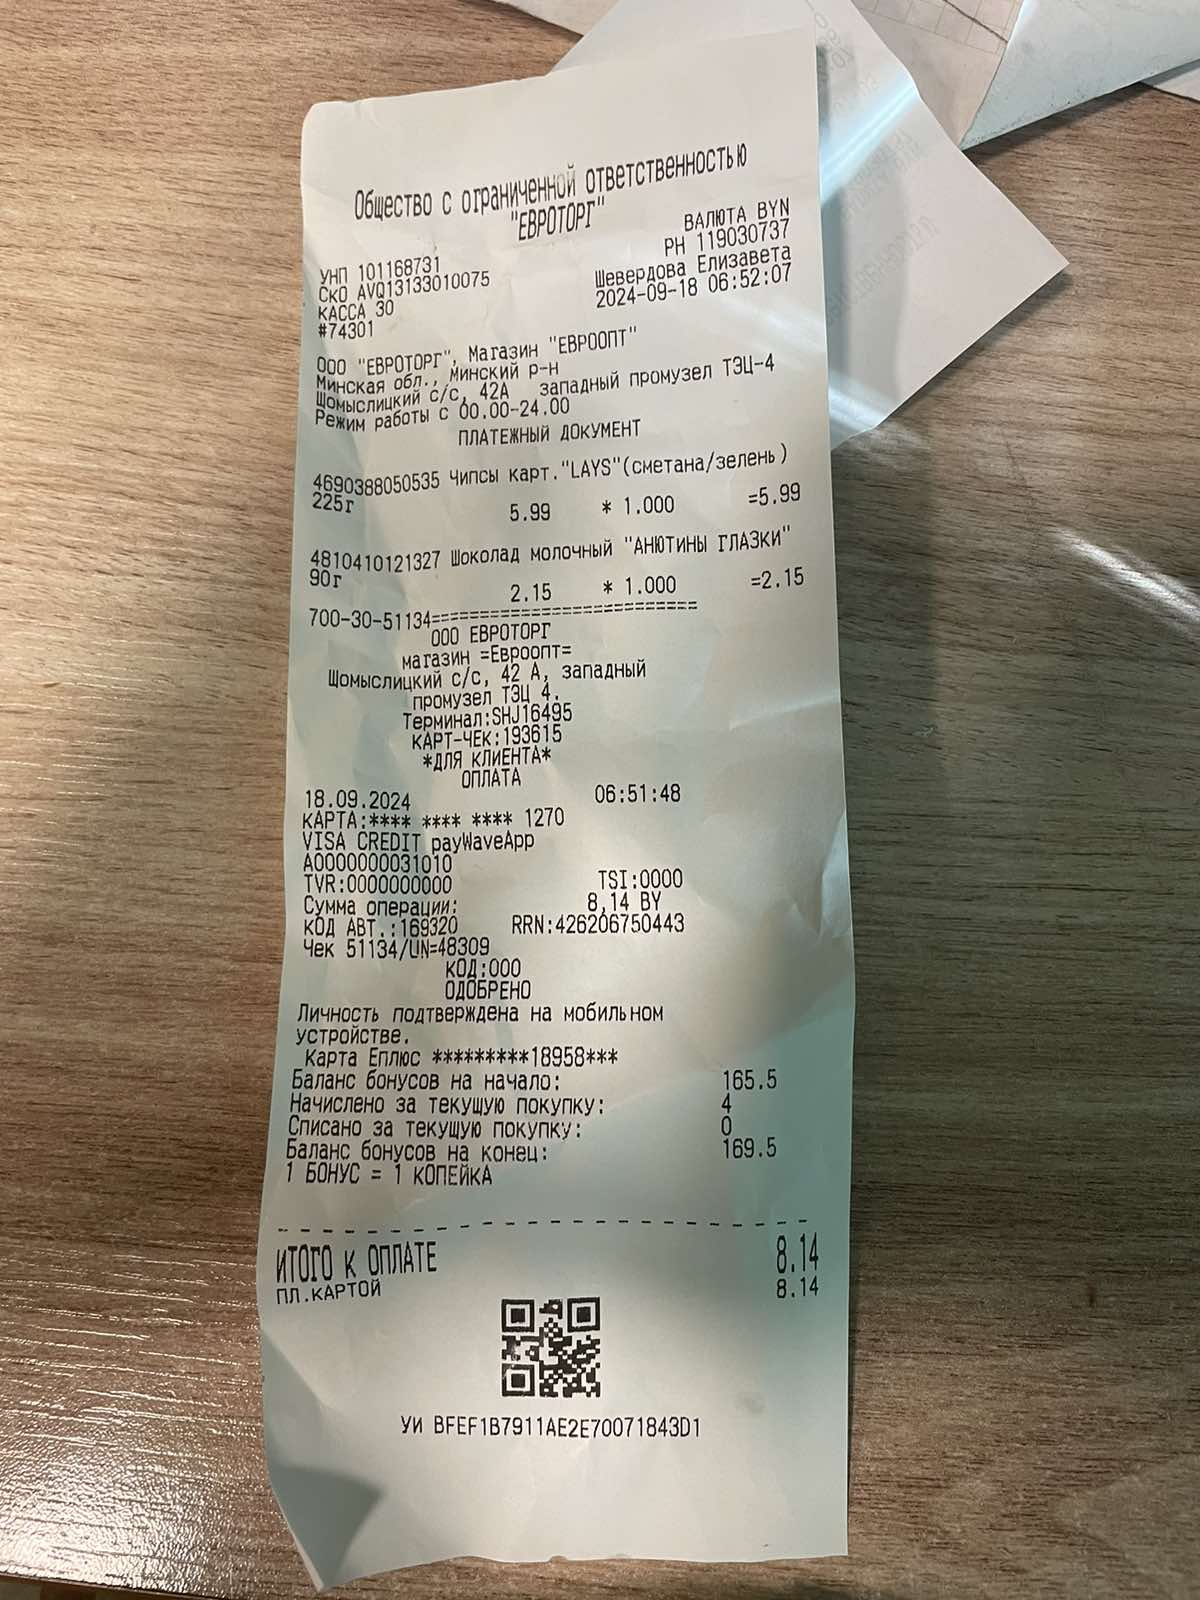 Общество с ограниченной ответственностью
"ЕВРОТОРГ"
ВАЛЮТА BYN
УНП 101168731 РН 119030737
СКО AVQ13133010075 Шевердова Елизавета
КАССА 30 2024-09-18 06:52:07
#74301
ООО "ЕВРОТОРГ", Магазин "ЕВРООПТ"
Минская обл., Минский р-н
Щомыслицкий с/с, 42А западный промузел ТЭЦ-4
Режим работы с 00.00-24.00
ПЛАТЕЖНЫЙ ДОКУМЕНТ
4690388050535 Чипсы карт."LAYS"(сметана/зелень)
225г 5.99 * 1.000 =5.99
4810410121327 Шоколад молочный "АНЮТИНЫ ГЛАЗКИ"
90г 2.15 * 1.000 =2.15
700-30-51134=========================
ООО ЕВРОТОРГ
магазин =Евроопт=
Щомыслицкий с/с, 42 А, западный
промузел ТЭЦ 4.
Терминал:SHJ16495
КАРТ-ЧЕК:193615
*ДЛЯ КЛИЕНТА*
ОПЛАТА
18.09.2024 06:51:48
КАРТА:**** **** **** 1270
VISA CREDIT payWaveApp
A0000000031010
TVR:0000000000 TSI:0000
Сумма операции: 8,14 BY
КОД АВТ.:169320 RRN:426206750443
Чек 51134/UN=48309
КОД:000
ОДОБРЕНО
Личность подтверждена на мобильном
устройстве.
Карта Еплюс *********18958***
Баланс бонусов на начало: 165.5
Начислено за текущую покупку: 4
Списано за текущую покупку: 0
Баланс бонусов на конец: 169.5
1 БОНУС = 1 КОПЕЙКА
ИТОГО К ОПЛАТЕ 8.14
ПЛ.КАРТОЙ 8.14
УИ BFEF1B7911AE2E70071843D1